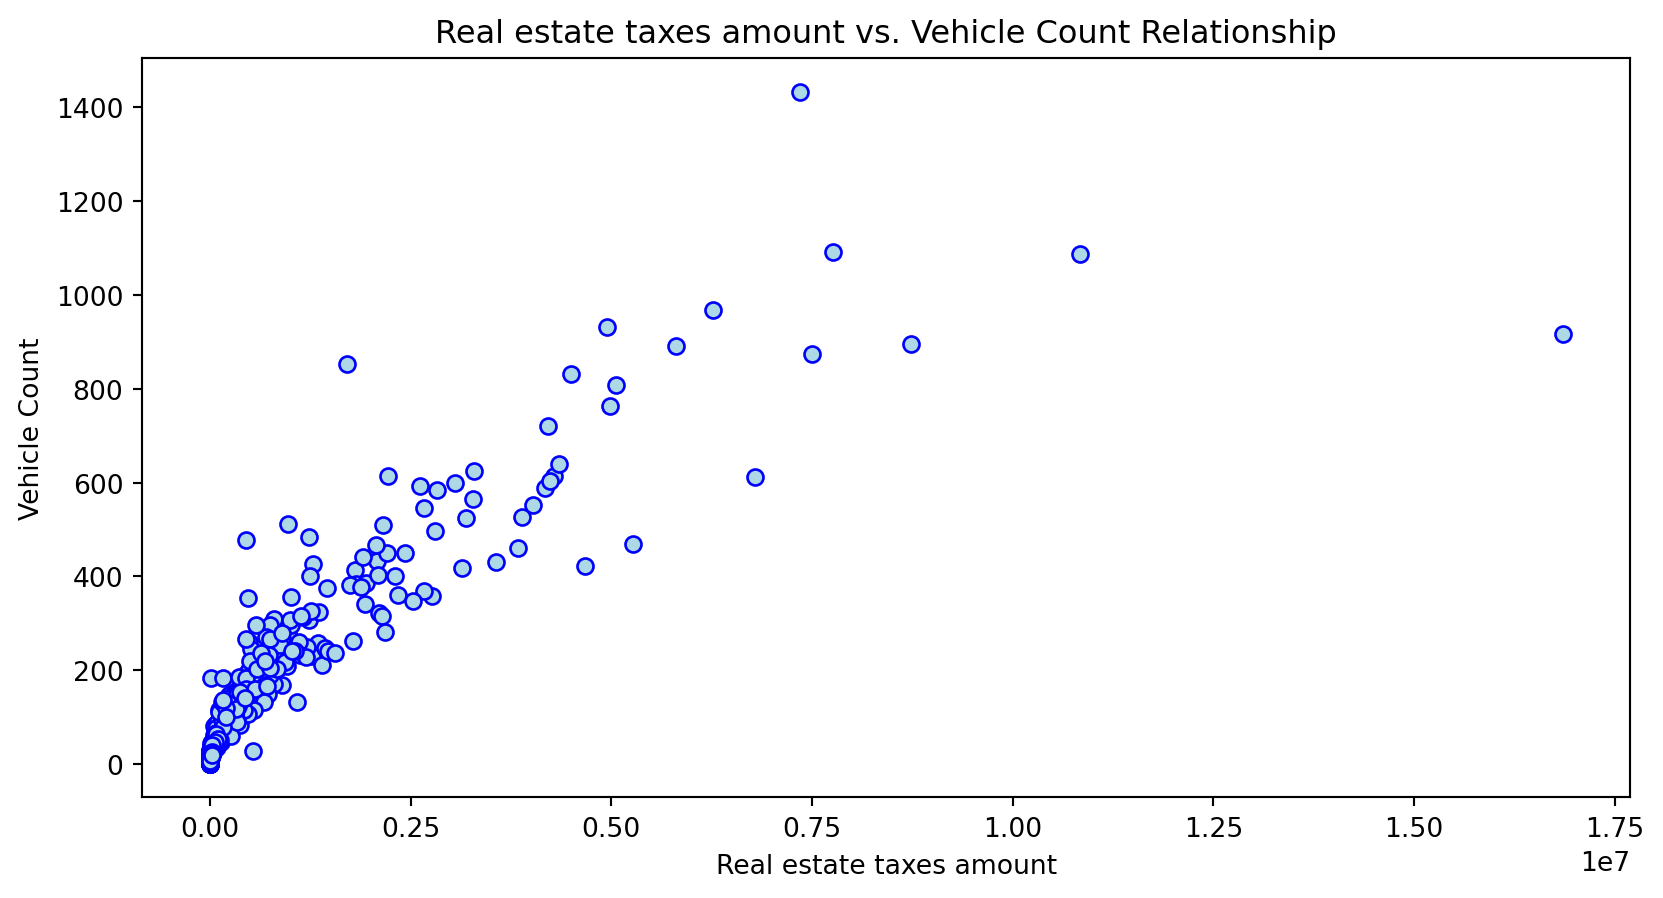 Real estate taxes amount vs. Vehicle Count Relationship
1400
1200
1000
800
600
400
200
0
Vehicle Count
0.00 0.25 0.50 0.75 1.00 1.25 1.50 1.75
1e7
Real estate taxes amount